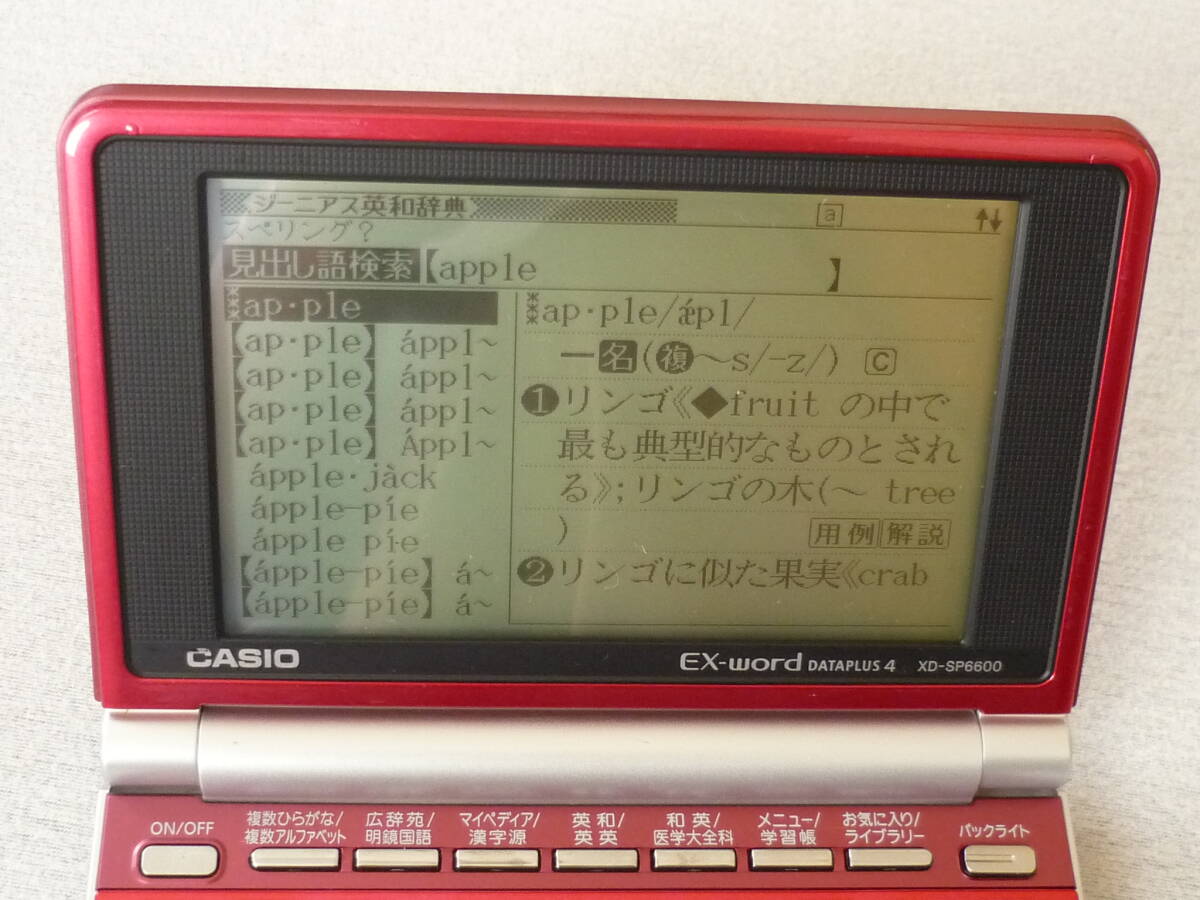 ジーニアス英和辞典 a ↑↓
スペリング?
見出し語検索【apple 】
⁑ap·ple
【ap·ple】 áppl~
【ap·ple】 áppl~
【ap·ple】 áppl~
【ap·ple】 Áppl~
ápple·jàck
ápple-píe
ápple píe
【ápple-píe】 á~
【ápple-píe】 á~
⁑ap·ple/ǽpl/
━名(複~s/-z/) C
❶リンゴ《◆fruit の中で
最も典型的なものとされ
る》;リンゴの木(~ tree
) 用例 解説
❷リンゴに似た果実《crab
CASIO EX-word DATAPLUS 4 XD-SP6600
ON/OFF
複数ひらがな/
複数アルファベット
広辞苑/
明鏡国語
マイペディア/
漢字源
英和/
英英
和英/
医学大全科
メニュー/
学習帳
お気に入り/
ライブラリー
バックライト